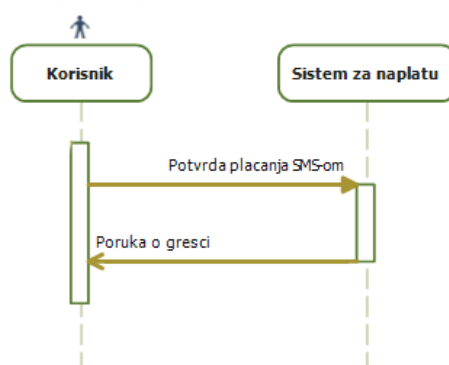 Korisnik
Sistem za naplatu
Potvrda placanja SMS-om
Poruka o gresci